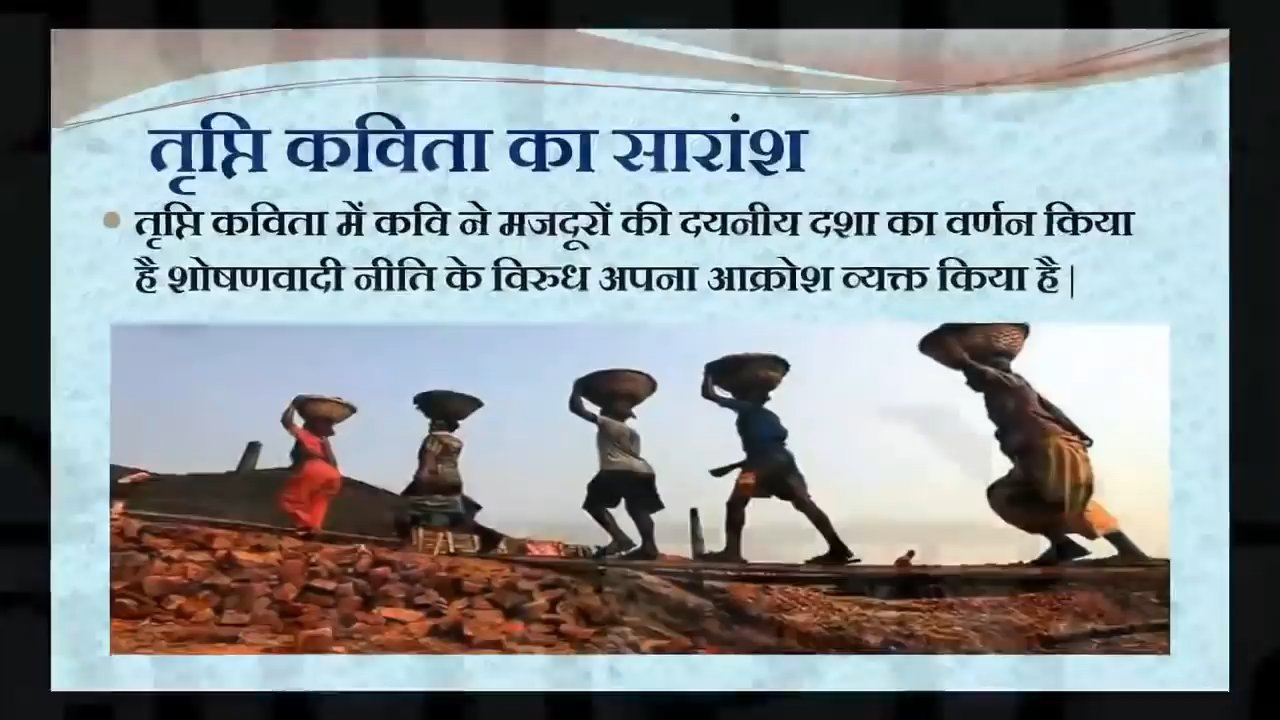 तृप्ति कविता का सारांश
तृप्ति कविता में कवि ने मजदूरों की दयनीय दशा का वर्णन किया
है शोषणवादी नीति के विरुध अपना आक्रोश व्यक्त किया है |